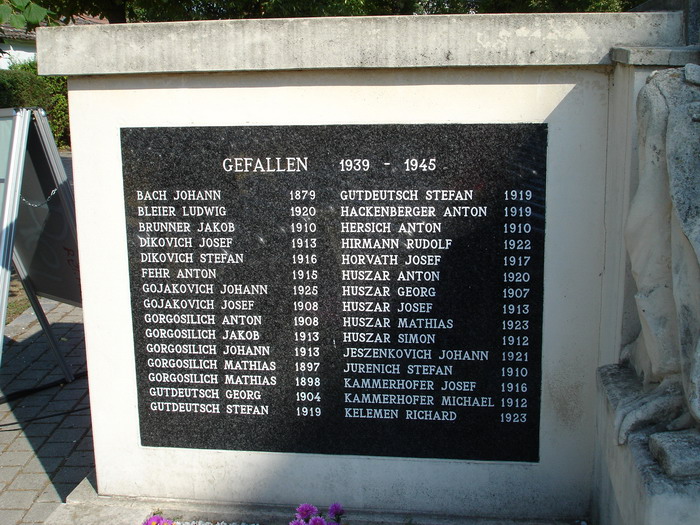 GEFALLEN 1939 - 1945
BACH JOHANN 1879
BLEIER LUDWIG 1920
BRUNNER JAKOB 1910
DIKOVICH JOSEF 1913
DIKOVICH STEFAN 1916
FEHR ANTON 1915
GOJAKOVICH JOHANN 1925
GOJAKOVICH JOSEF 1908
GORGOSILICH ANTON 1908
GORGOSILICH JAKOB 1913
GORGOSILICH JOHANN 1913
GORGOSILICH MATHIAS 1897
GORGOSILICH MATHIAS 1898
GUTDEUTSCH GEORG 1904
GUTDEUTSCH STEFAN 1919
GUTDEUTSCH STEFAN 1919
HACKENBERGER ANTON 1919
HERSICH ANTON 1910
HIRMANN RUDOLF 1922
HORVATH JOSEF 1917
HUSZAR ANTON 1920
HUSZAR GEORG 1907
HUSZAR JOSEF 1913
HUSZAR MATHIAS 1923
HUSZAR SIMON 1912
JESZENKOVICH JOHANN 1921
JURENICH STEFAN 1910
KAMMERHOFER JOSEF 1916
KAMMERHOFER MICHAEL 1912
KELEMEN RICHARD 1923